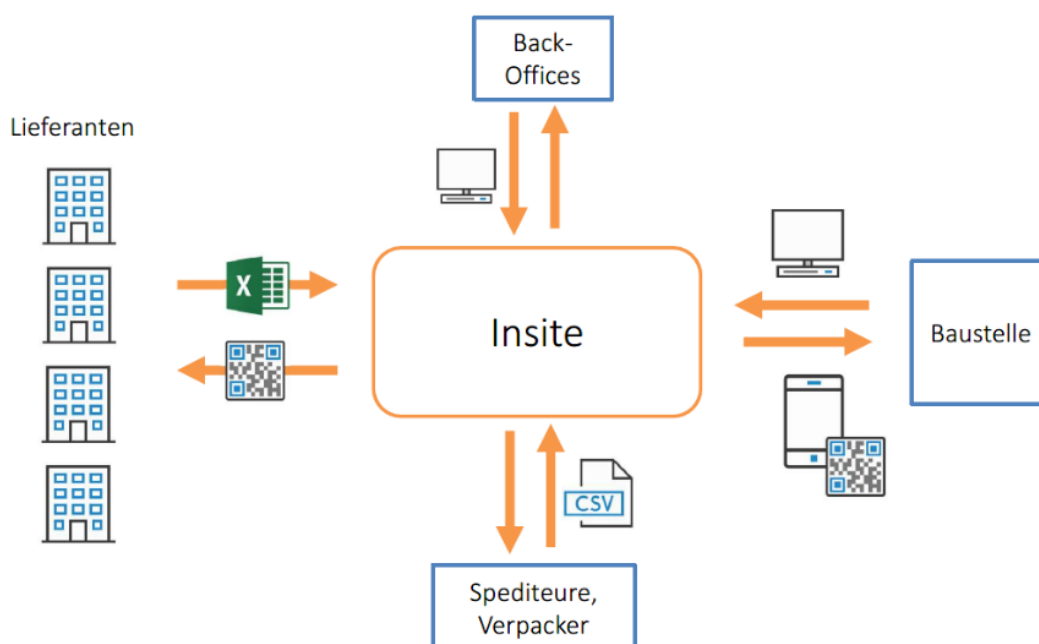 Back-
Offices
Lieferanten
X
Insite
Baustelle
CSV
Spediteure,
Verpacker